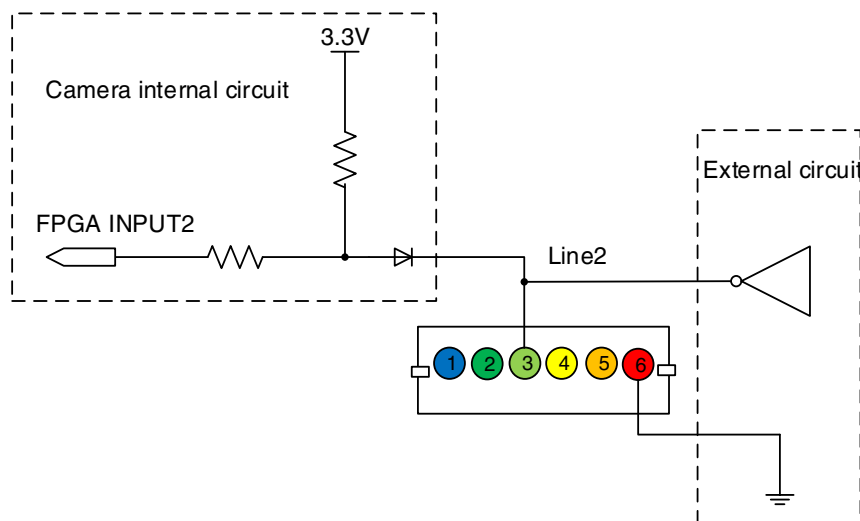 3.3V
Camera internal circuit
External circuit
FPGA INPUT2
Line2
1 2 3 4 5 6